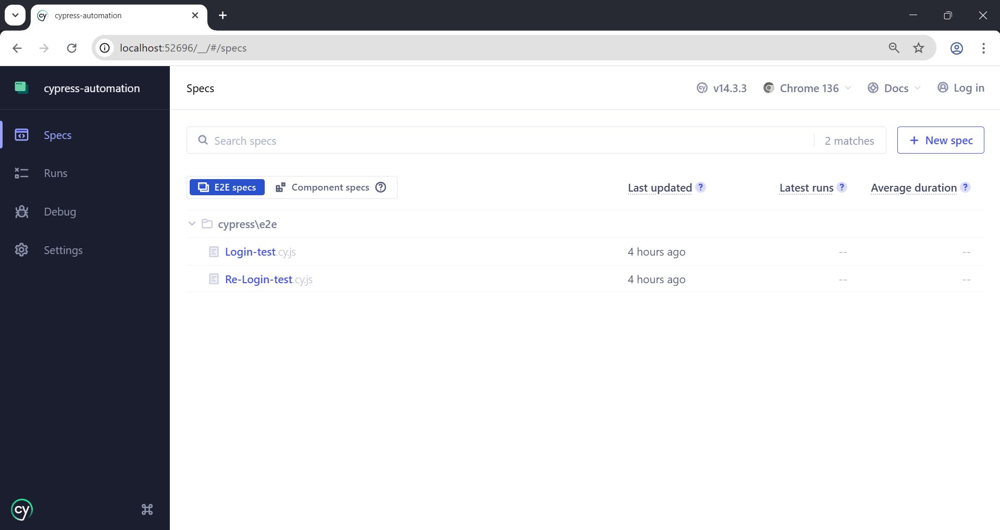 cypress-automation
localhost:52696/__/#/specs
cypress-automation
Specs
v14.3.3
Chrome 136
Docs
Log in
Specs
Runs
Debug
Settings
Search specs
2 matches
+ New spec
E2E specs
Component specs ?
Last updated ?
Latest runs ?
Average duration ?
cypress\e2e
Login-test.cy.js
4 hours ago
--
--
Re-Login-test.cy.js
4 hours ago
--
--
cy